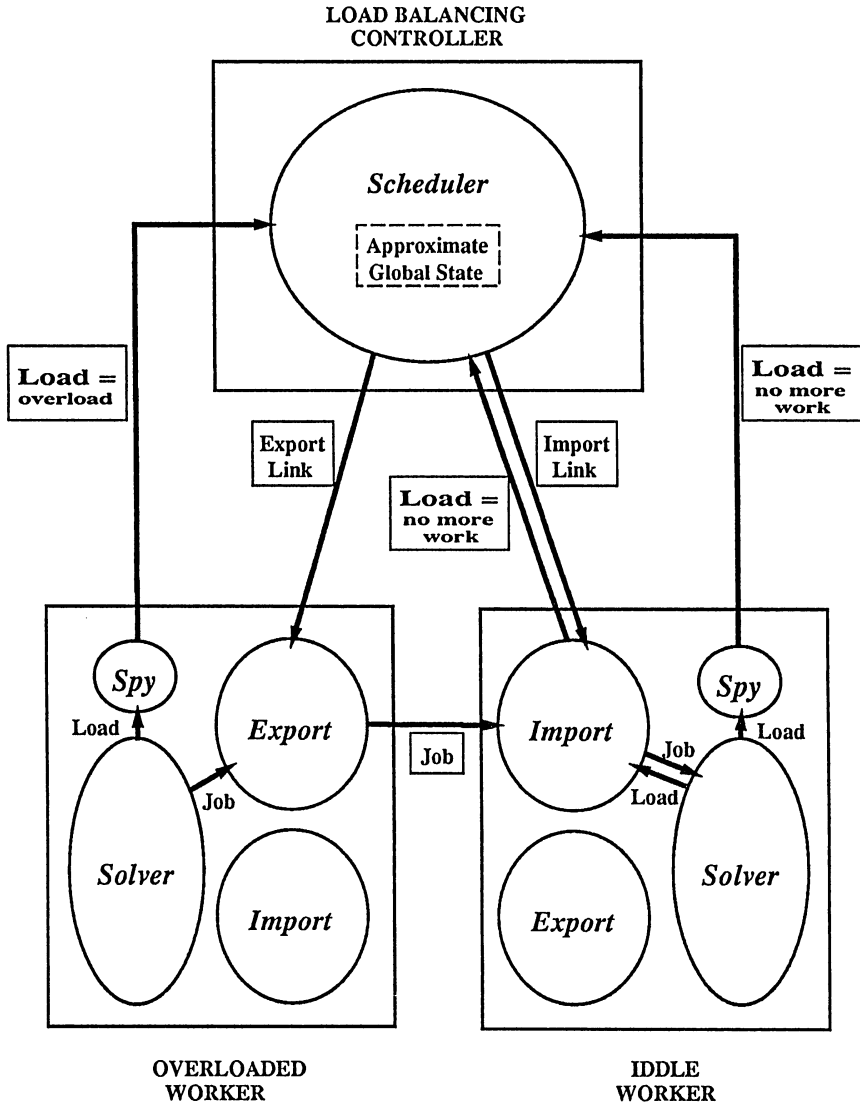 LOAD BALANCING
CONTROLLER
Scheduler
Approximate
Global State
Load =
overload
Load =
no more
work
Export
Link
Import
Link
Load =
no more
work
Spy
Load
Export
Job
Solver
Import
Job
Import
Spy
Load
Job
Load
Solver
Export
OVERLOADED
WORKER
IDDLE
WORKER